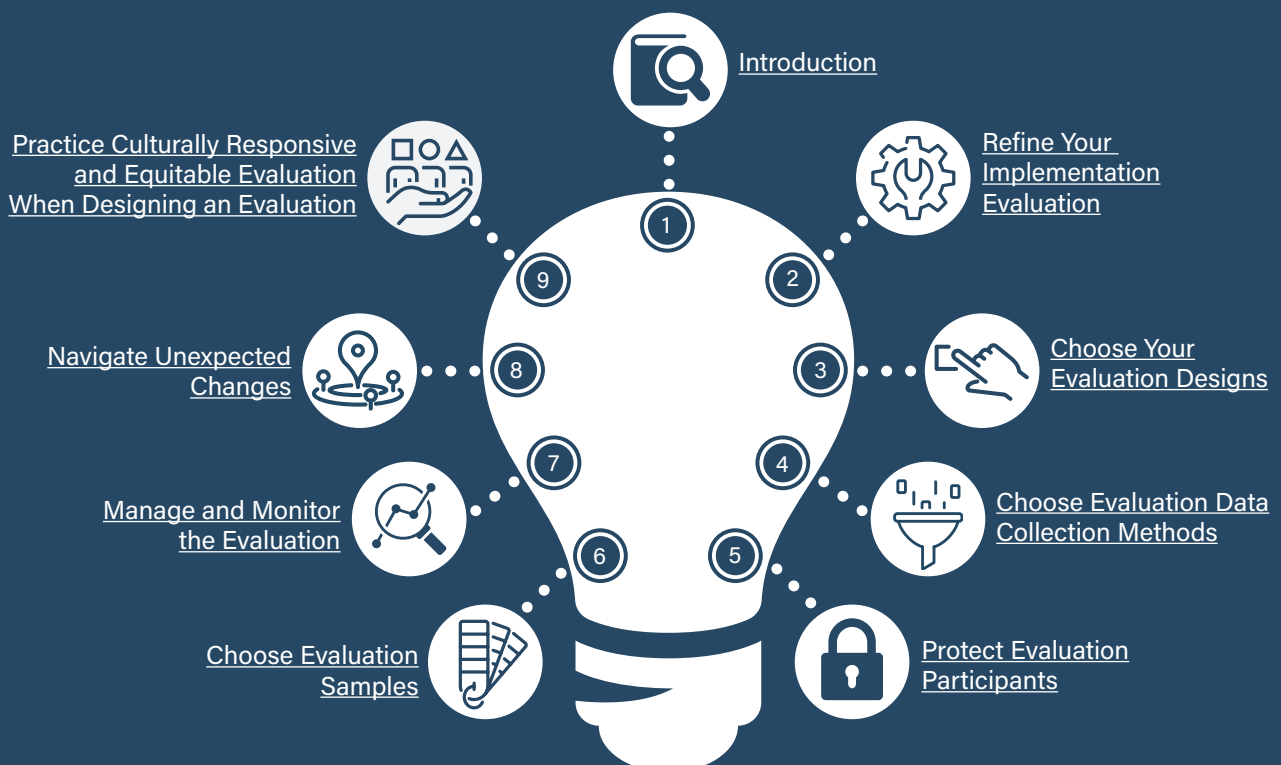 Introduction
1
Refine Your
Implementation
Evaluation
2
Choose Your
Evaluation Designs
3
Choose Evaluation Data
Collection Methods
4
Protect Evaluation
Participants
5
Choose Evaluation
Samples
6
Manage and Monitor
the Evaluation
7
Navigate Unexpected
Changes
8
Practice Culturally Responsive
and Equitable Evaluation
When Designing an Evaluation
9